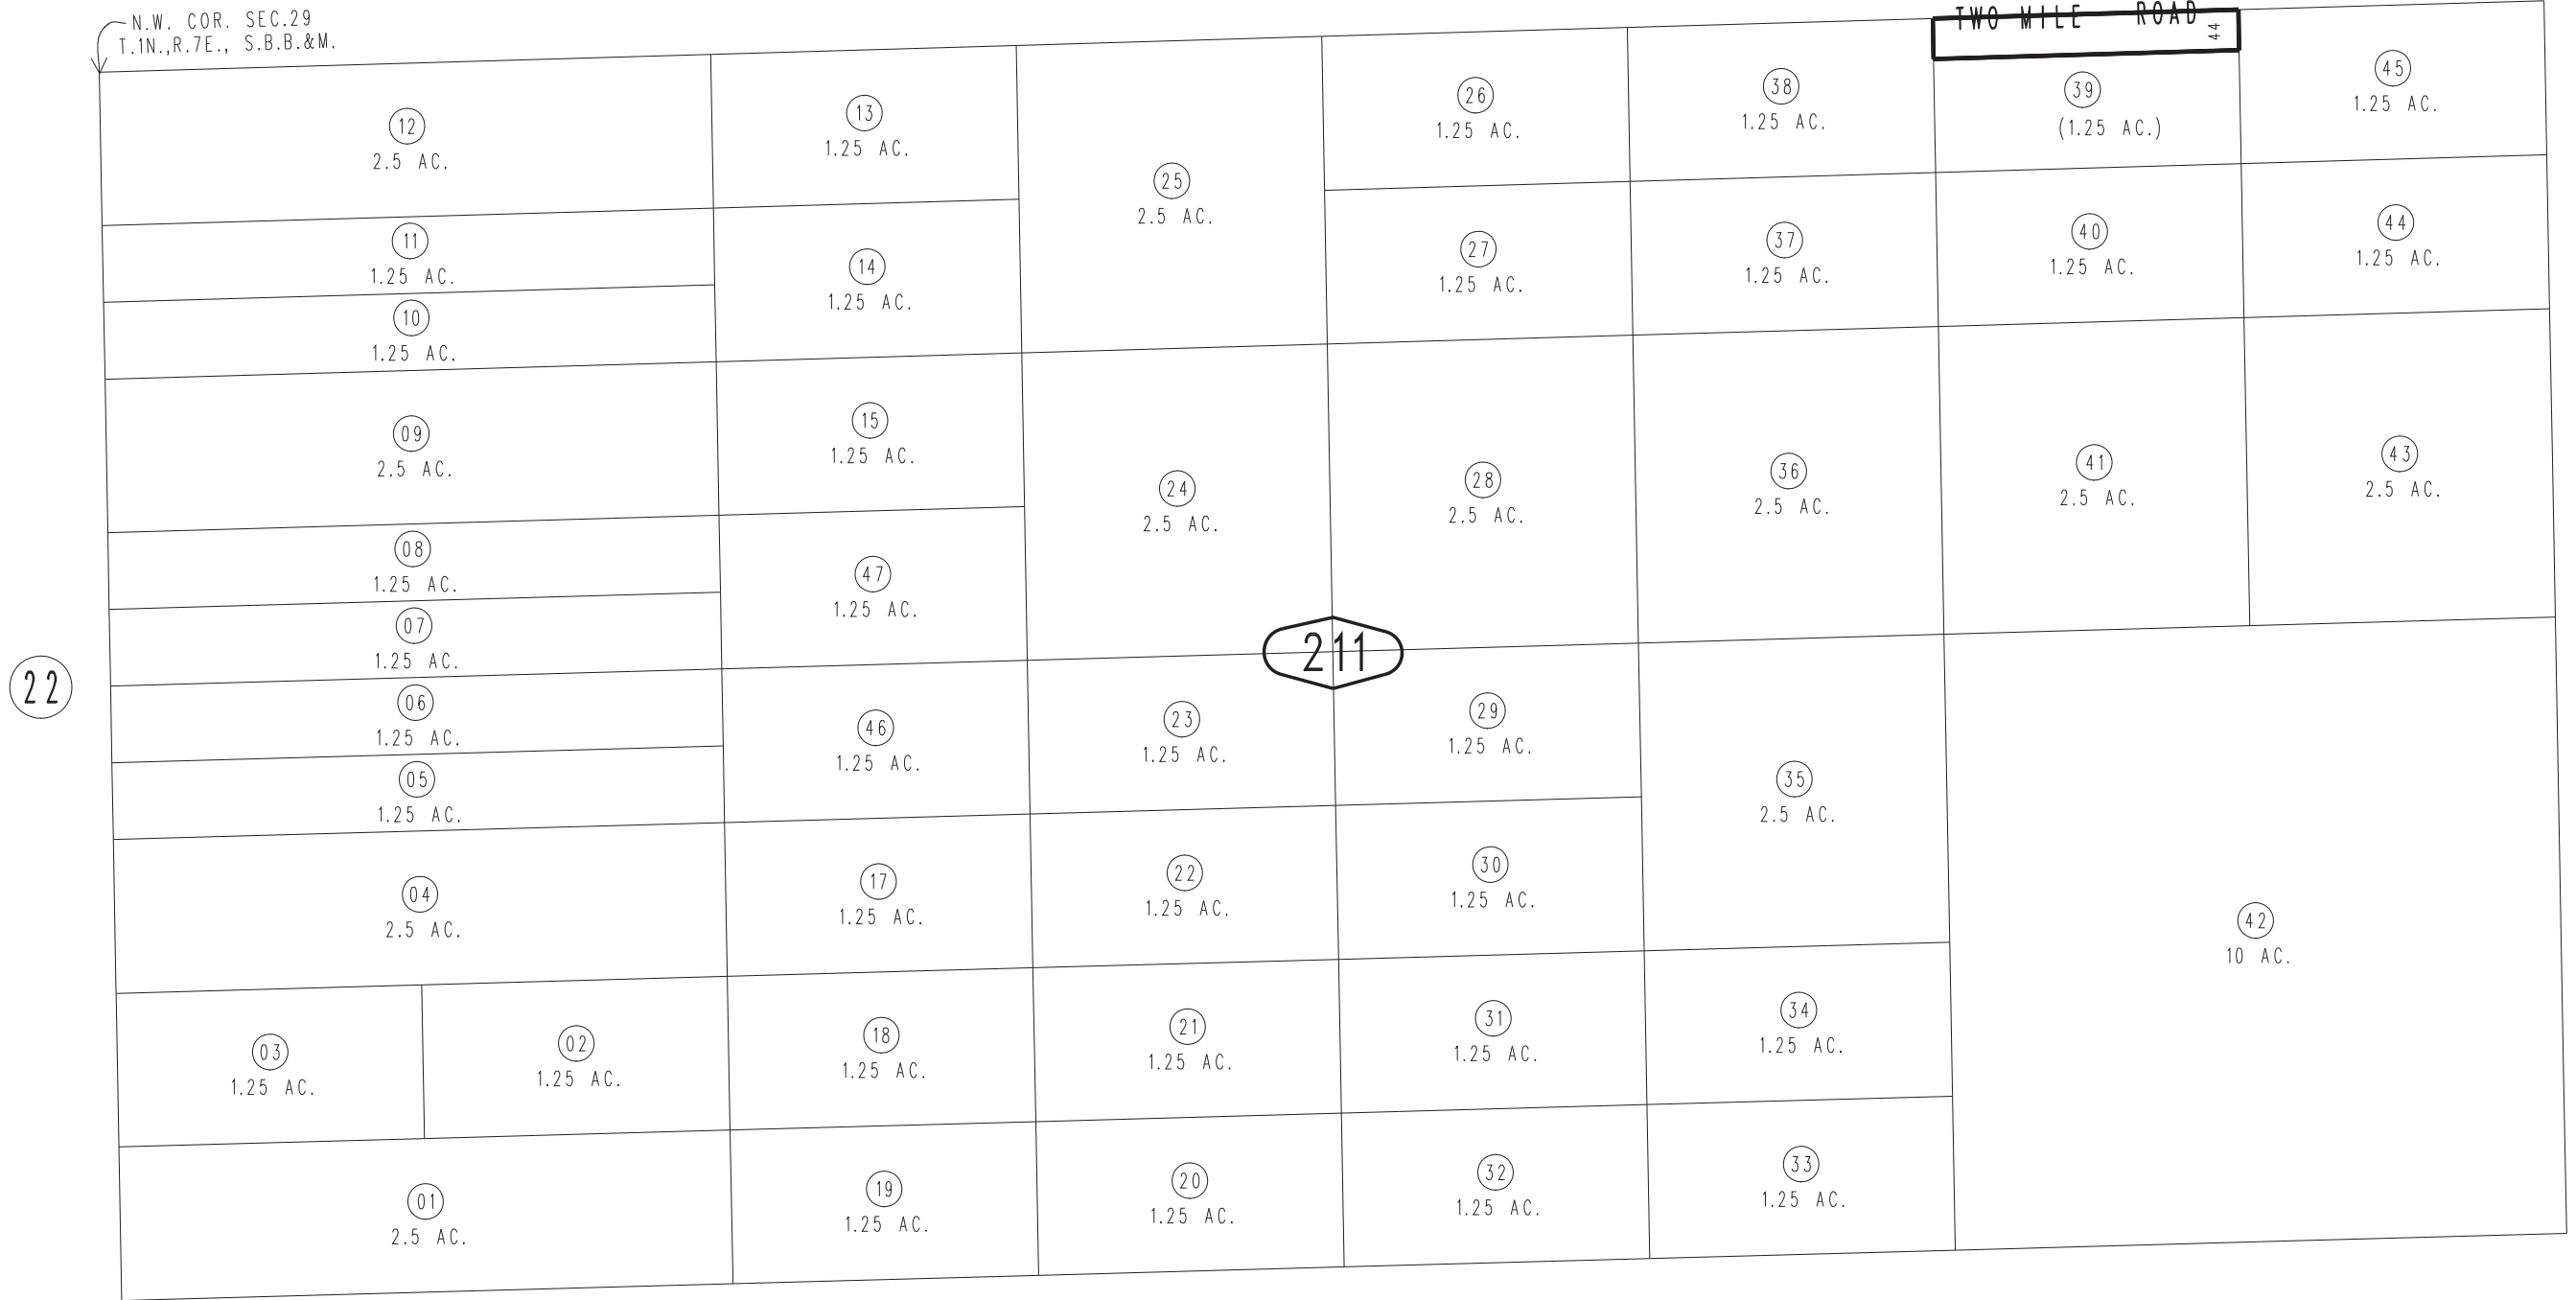 N.W. COR. SEC.29
T.1N.,R.7E., S.B.B.&M.
TWO MILE ROAD
44
12
2.5 AC.
13
1.25 AC.
25
2.5 AC.
26
1.25 AC.
38
1.25 AC.
39
(1.25 AC.)
45
1.25 AC.
11
1.25 AC.
10
1.25 AC.
14
1.25 AC.
27
1.25 AC.
37
1.25 AC.
40
1.25 AC.
44
1.25 AC.
09
2.5 AC.
15
1.25 AC.
24
2.5 AC.
28
2.5 AC.
36
2.5 AC.
41
2.5 AC.
43
2.5 AC.
08
1.25 AC.
07
1.25 AC.
47
1.25 AC.
211
22
06
1.25 AC.
05
1.25 AC.
46
1.25 AC.
23
1.25 AC.
29
1.25 AC.
35
2.5 AC.
04
2.5 AC.
17
1.25 AC.
22
1.25 AC.
30
1.25 AC.
42
10 AC.
03
1.25 AC.
02
1.25 AC.
18
1.25 AC.
21
1.25 AC.
31
1.25 AC.
34
1.25 AC.
01
2.5 AC.
19
1.25 AC.
20
1.25 AC.
32
1.25 AC.
33
1.25 AC.